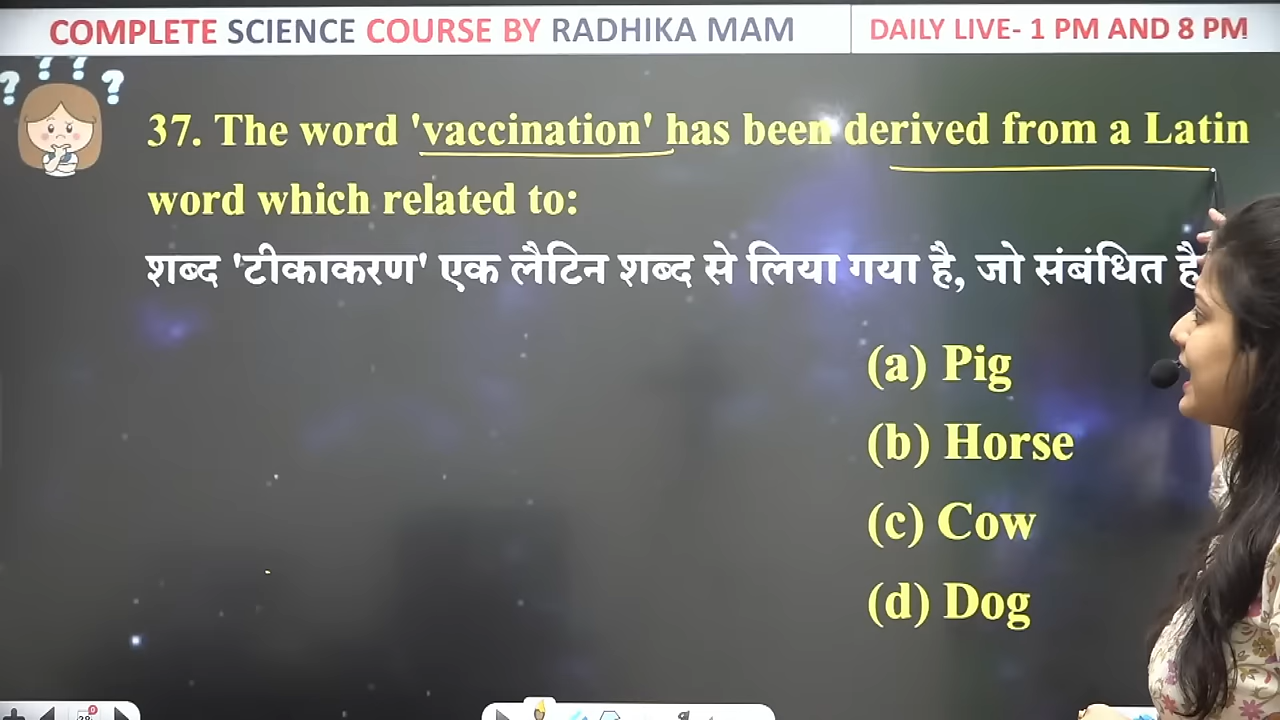 COMPLETE SCIENCE COURSE BY RADHIKA MAM
DAILY LIVE- 1 PM AND 8 PM
37. The word 'vaccination' has been derived from a Latin
word which related to:
शब्द 'टीकाकरण' एक लैटिन शब्द से लिया गया है, जो संबंधित है
(a) Pig
(b) Horse
(c) Cow
(d) Dog